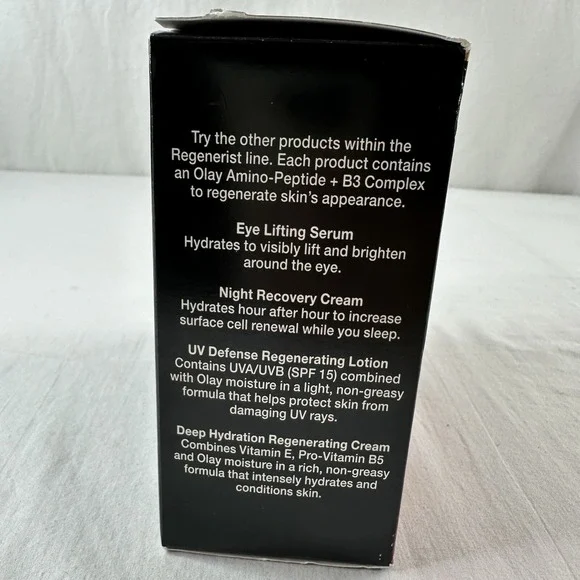 Try the other products within the
Regenerist line. Each product contains
an Olay Amino-Peptide + B3 Complex
to regenerate skin's appearance.
Eye Lifting Serum
Hydrates to visibly lift and brighten
around the eye.
Night Recovery Cream
Hydrates hour after hour to increase
surface cell renewal while you sleep.
UV Defense Regenerating Lotion
Contains UVA/UVB (SPF 15) combined
with Olay moisture in a light, non-greasy
formula that helps protect skin from
damaging UV rays.
Deep Hydration Regenerating Cream
Combines Vitamin E, Pro-Vitamin B5
and Olay moisture in a rich, non-greasy
formula that intensely hydrates and
conditions skin.